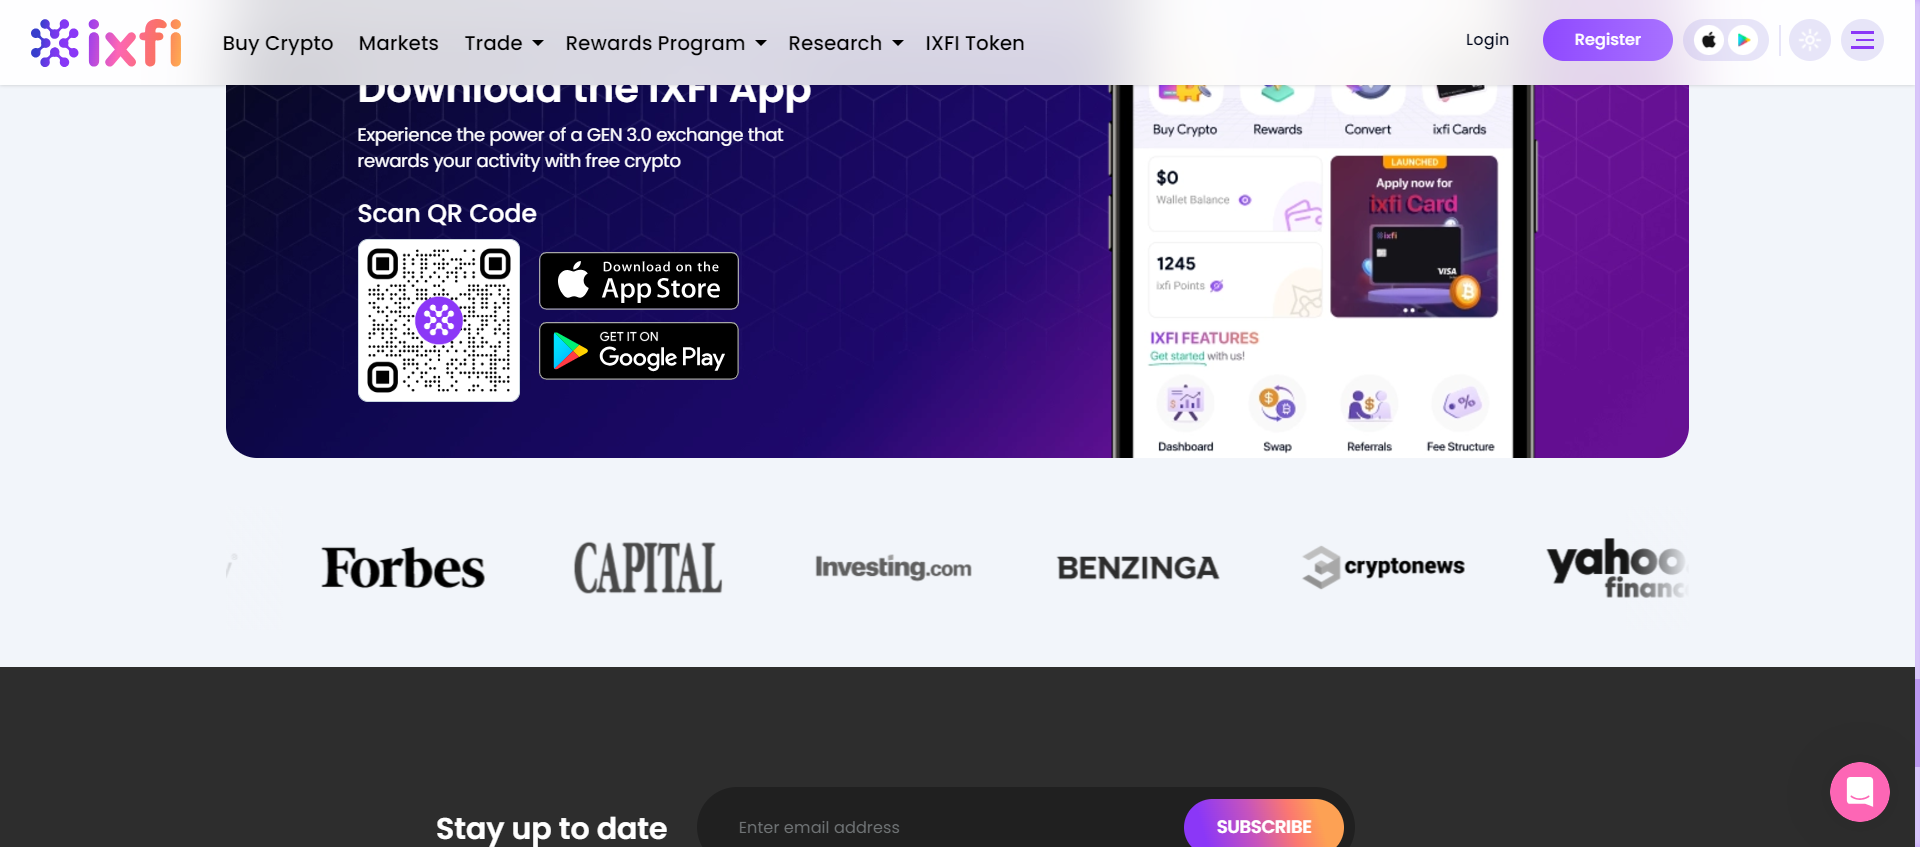 ixfi
Buy Crypto
Markets
Trade
Rewards Program
Research
IXFI Token
Login
Register
Download the IXFI App
Experience the power of a GEN 3.0 exchange that
rewards your activity with free crypto
Scan QR Code
Download on the
App Store
GET IT ON
Google Play
Buy Crypto
Rewards
Convert
ixfi Cards
$0
Wallet Balance
1245
ixfi Points
LAUNCHED
Apply now for
ixfi Card
ixfi
VISA
IXFI FEATURES
Get started with us!
Dashboard
Swap
Referrals
Fee Structure
Forbes
CAPITAL
Investing.com
BENZINGA
cryptonews
yahoo
financ
Stay up to date
Enter email address
SUBSCRIBE